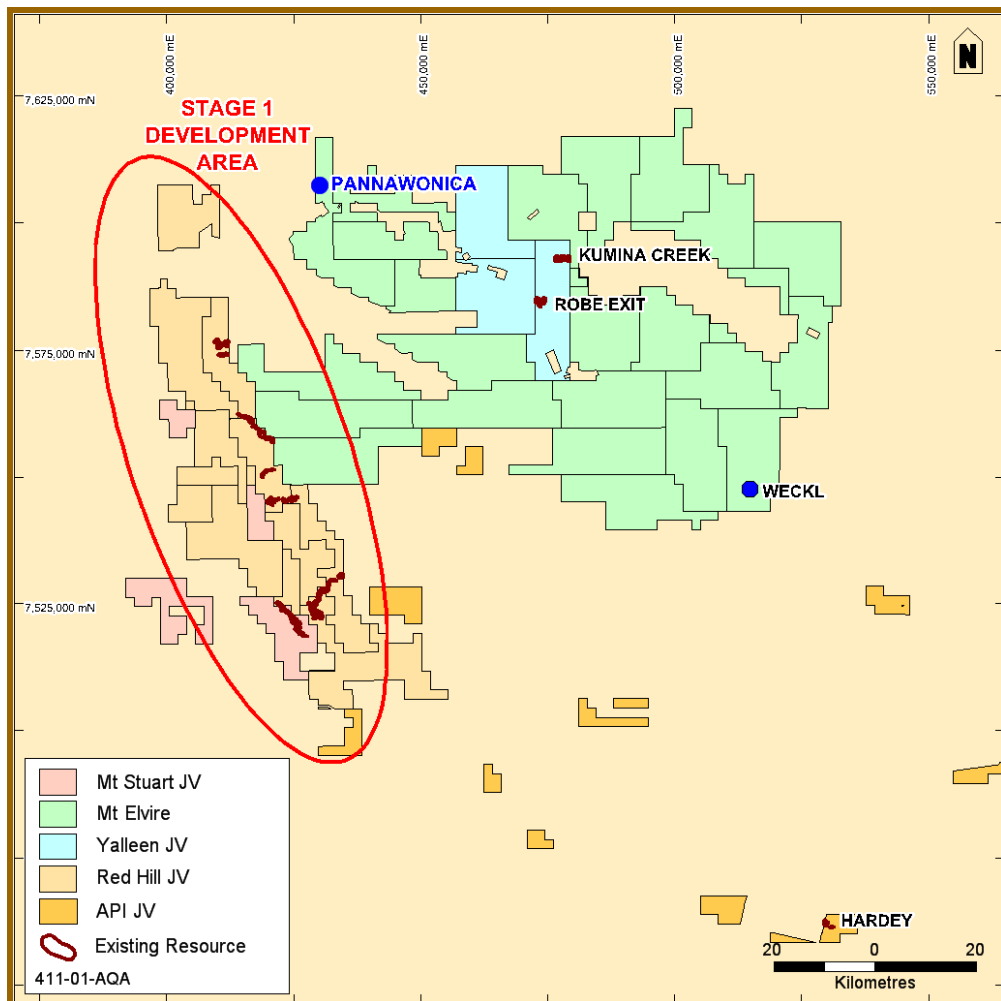 400,000 mE
450,000 mE
500,000 mE
550,000 mE
N
7,625,000 mN
STAGE 1
DEVELOPMENT
AREA
PANNAWONICA
KUMINA CREEK
ROBE EXIT
7,575,000 mN
WECKL
7,525,000 mN
Mt Stuart JV
Mt Elvire
Yalleen JV
Red Hill JV
API JV
Existing Resource
411-01-AQA
HARDEY
20 0 20
Kilometres